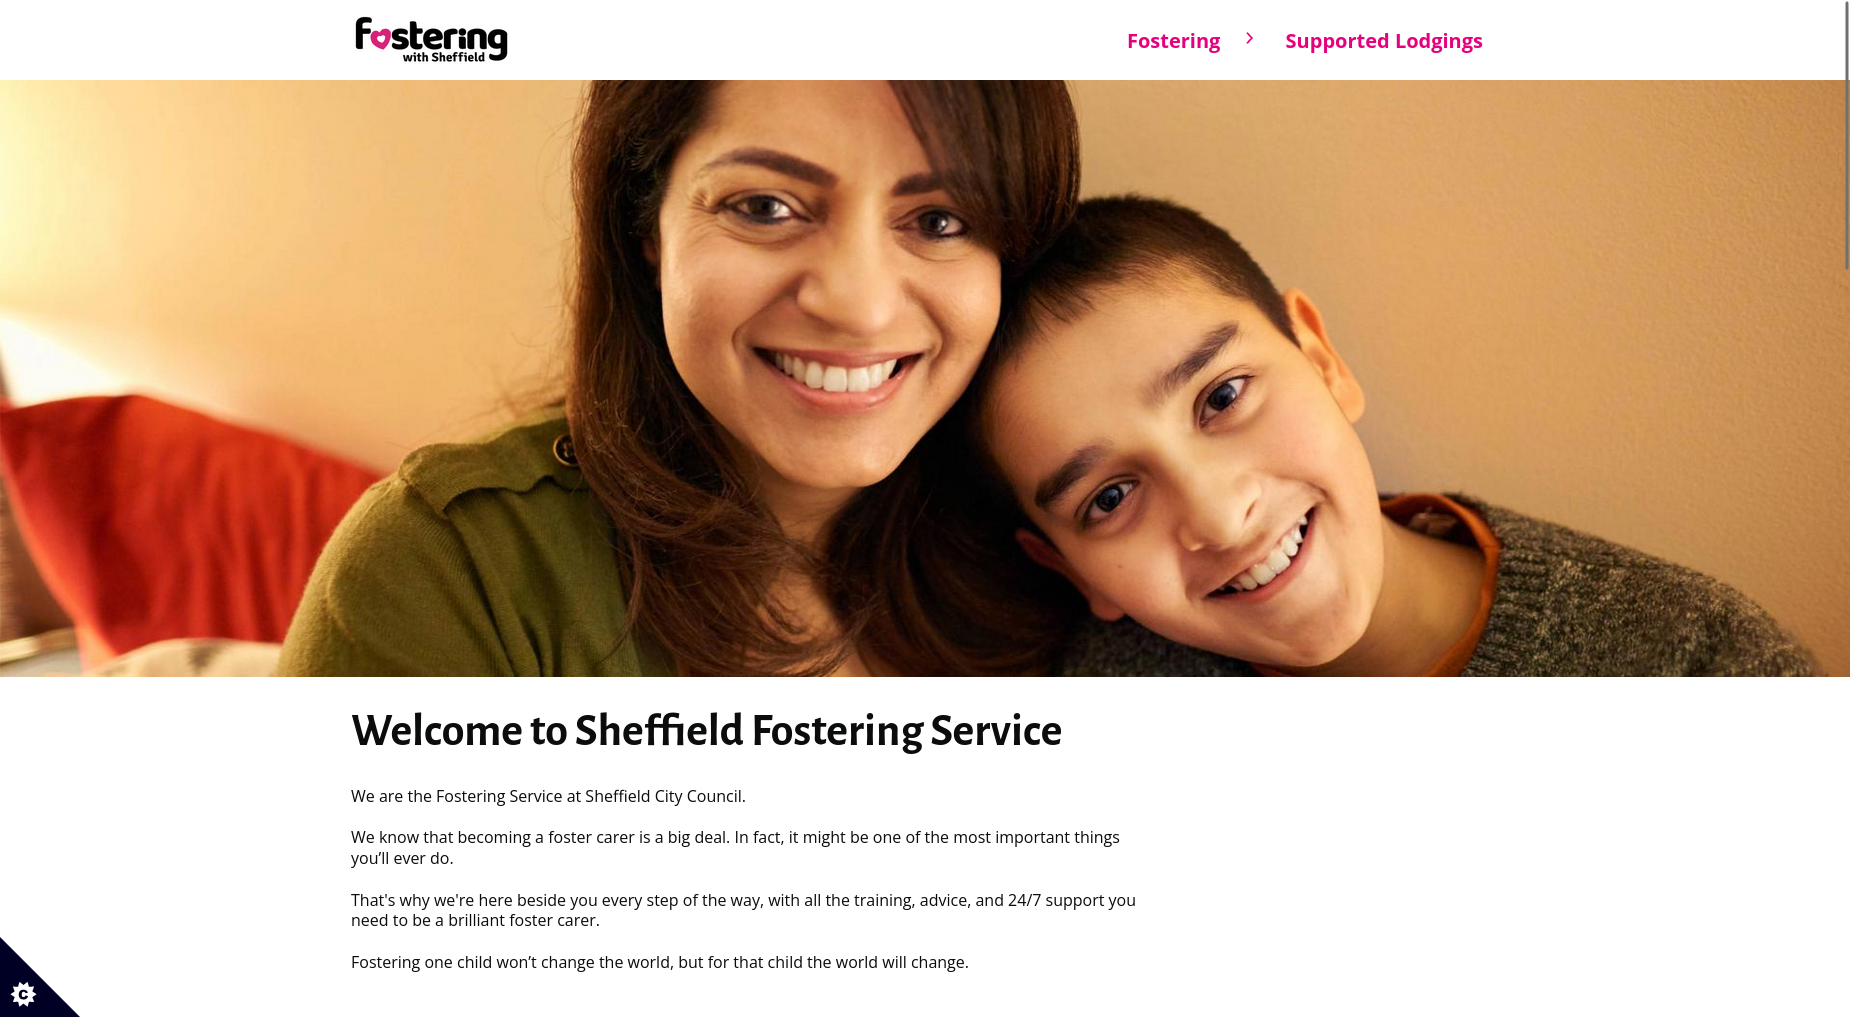 Fostering
with Sheffield
Fostering
Supported Lodgings
Welcome to Sheffield Fostering Service
We are the Fostering Service at Sheffield City Council.
We know that becoming a foster carer is a big deal. In fact, it might be one of the most important things
you’ll ever do.
That's why we're here beside you every step of the way, with all the training, advice, and 24/7 support you
need to be a brilliant foster carer.
Fostering one child won’t change the world, but for that child the world will change.
C